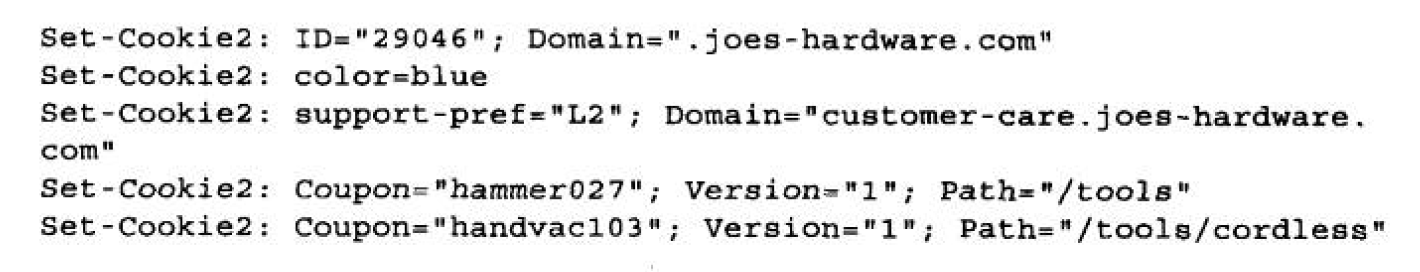 Set-Cookie2: ID="29046"; Domain=".joes-hardware.com"
Set-Cookie2: color=blue
Set-Cookie2: support-pref="L2"; Domain="customer-care.joes-hardware.
com"
Set-Cookie2: Coupon="hammer027"; Version="1"; Path="/tools"
Set-Cookie2: Coupon="handvac103"; Version="1"; Path="/tools/cordless"